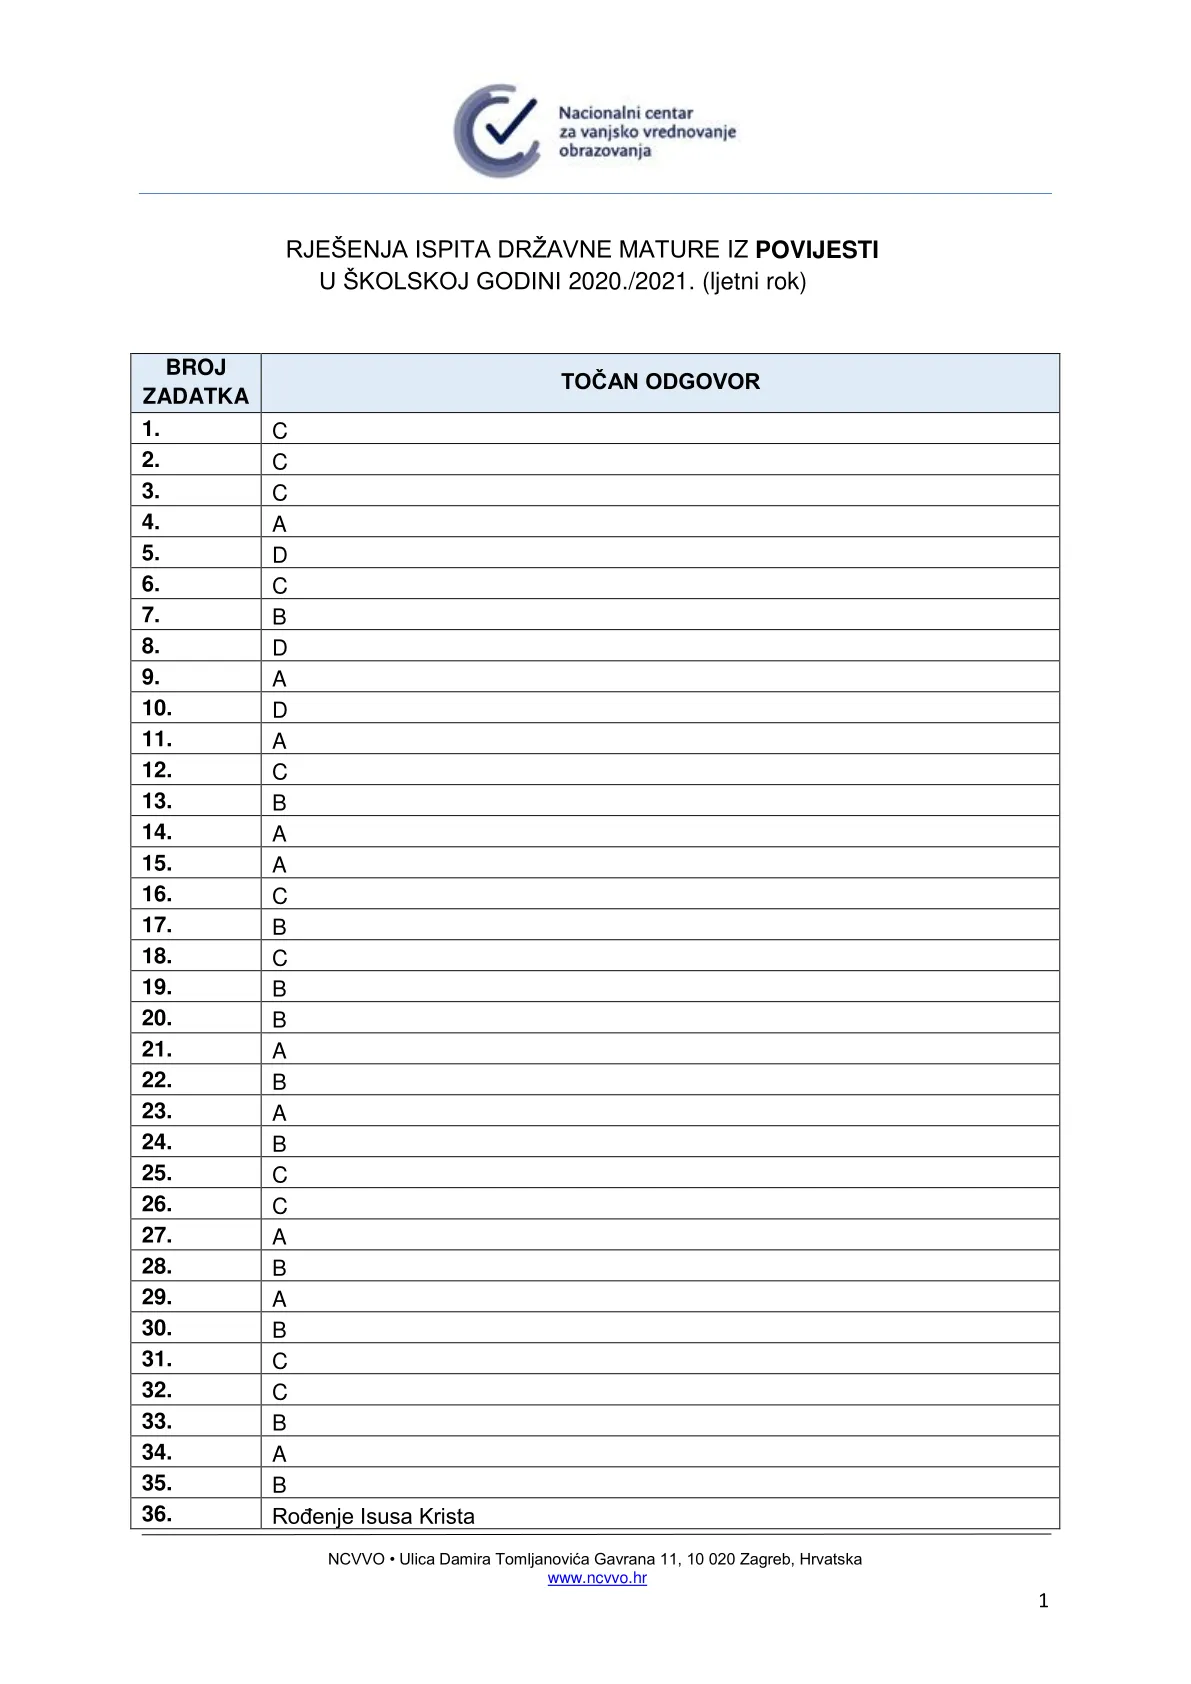 Nacionalni centar
za vanjsko vrednovanje
obrazovanja
RJEŠENJA ISPITA DRŽAVNE MATURE IZ POVIJESTI
U ŠKOLSKOJ GODINI 2020./2021. (ljetni rok)
BROJ
ZADATKA
TOČAN ODGOVOR
1. C
2. C
3. C
4. A
5. D
6. C
7. B
8. D
9. A
10. D
11. A
12. C
13. B
14. A
15. A
16. C
17. B
18. C
19. B
20. B
21. A
22. B
23. A
24. B
25. C
26. C
27. A
28. B
29. A
30. B
31. C
32. C
33. B
34. A
35. B
36. Rođenje Isusa Krista
NCVVO • Ulica Damira Tomljanovića Gavrana 11, 10 020 Zagreb, Hrvatska
www.ncvvo.hr
1